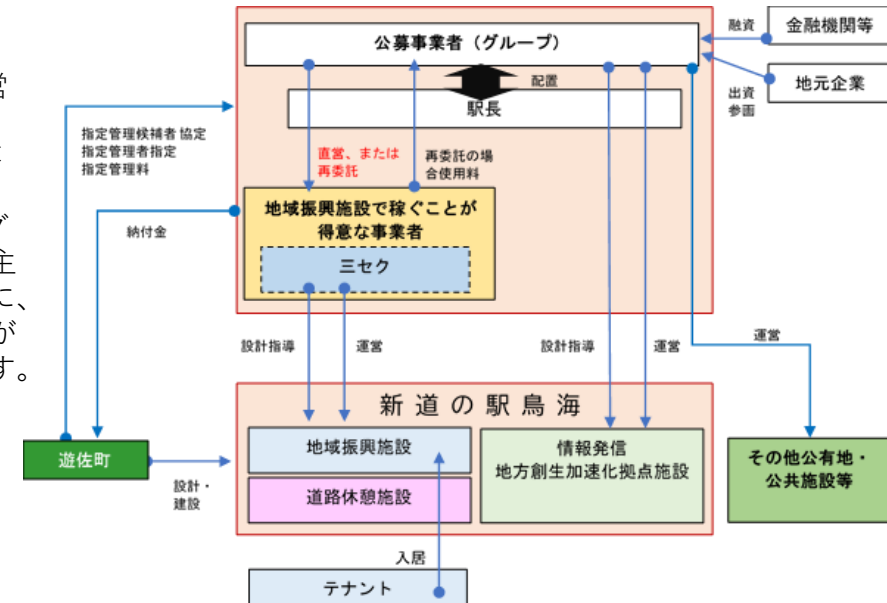 営
グ
主
に、
が
す。
公募事業者（グループ）
融資
金融機関等
出資
参画
地元企業
配置
駅長
指定管理候補者 協定
指定管理者指定
指定管理料
直営、または
再委託
再委託の場
合使用料
納付金
地域振興施設で稼ぐことが
得意な事業者
三セク
設計指導
運営
設計指導
運営
運営
新道の駅鳥海
遊佐町
設計・
建設
地域振興施設
道路休憩施設
情報発信
地方創生加速化拠点施設
その他公有地・
公共施設等
入居
テナント